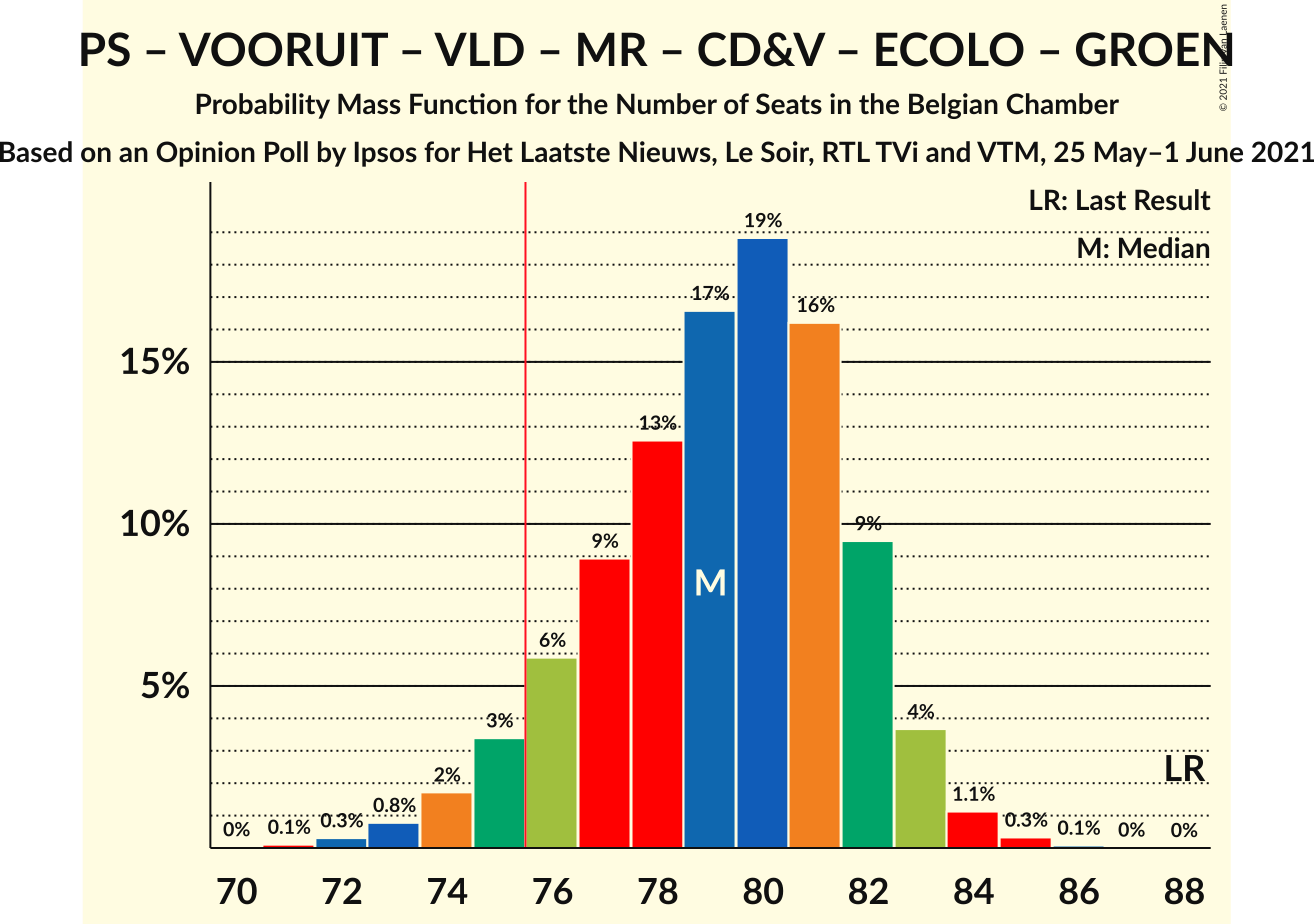 PS – VOORUIT – VLD – MR – CD&V – ECOLO – GROEN
© 2021 Filip van Laenen
Probability Mass Function for the Number of Seats in the Belgian Chamber
Based on an Opinion Poll by Ipsos for Het Laatste Nieuws, Le Soir, RTL TVi and VTM, 25 May–1 June 2021
LR: Last Result
M: Median
15%
10%
5%
0%
0.1%
0.3%
0.8%
2%
3%
6%
9%
13%
17%
19%
16%
9%
4%
1.1%
0.3%
0.1%
0%
0%
M
LR
70 72 74 76 78 80 82 84 86 88